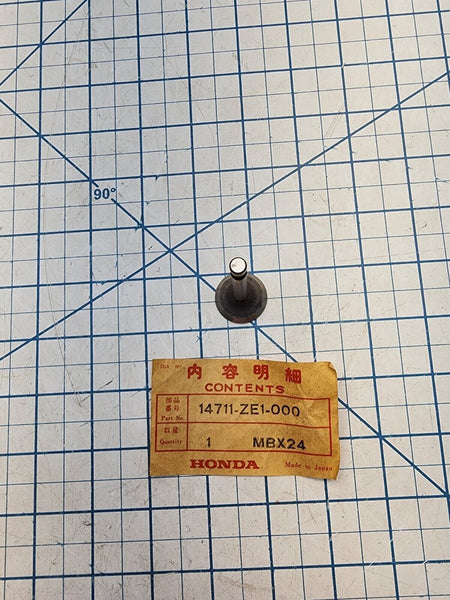 90°
内容明細
CONTENTS
部品
番号
Part No.
14711-ZE1-000
数量
Quantity
1 MBX24
HONDA
Made in Japan